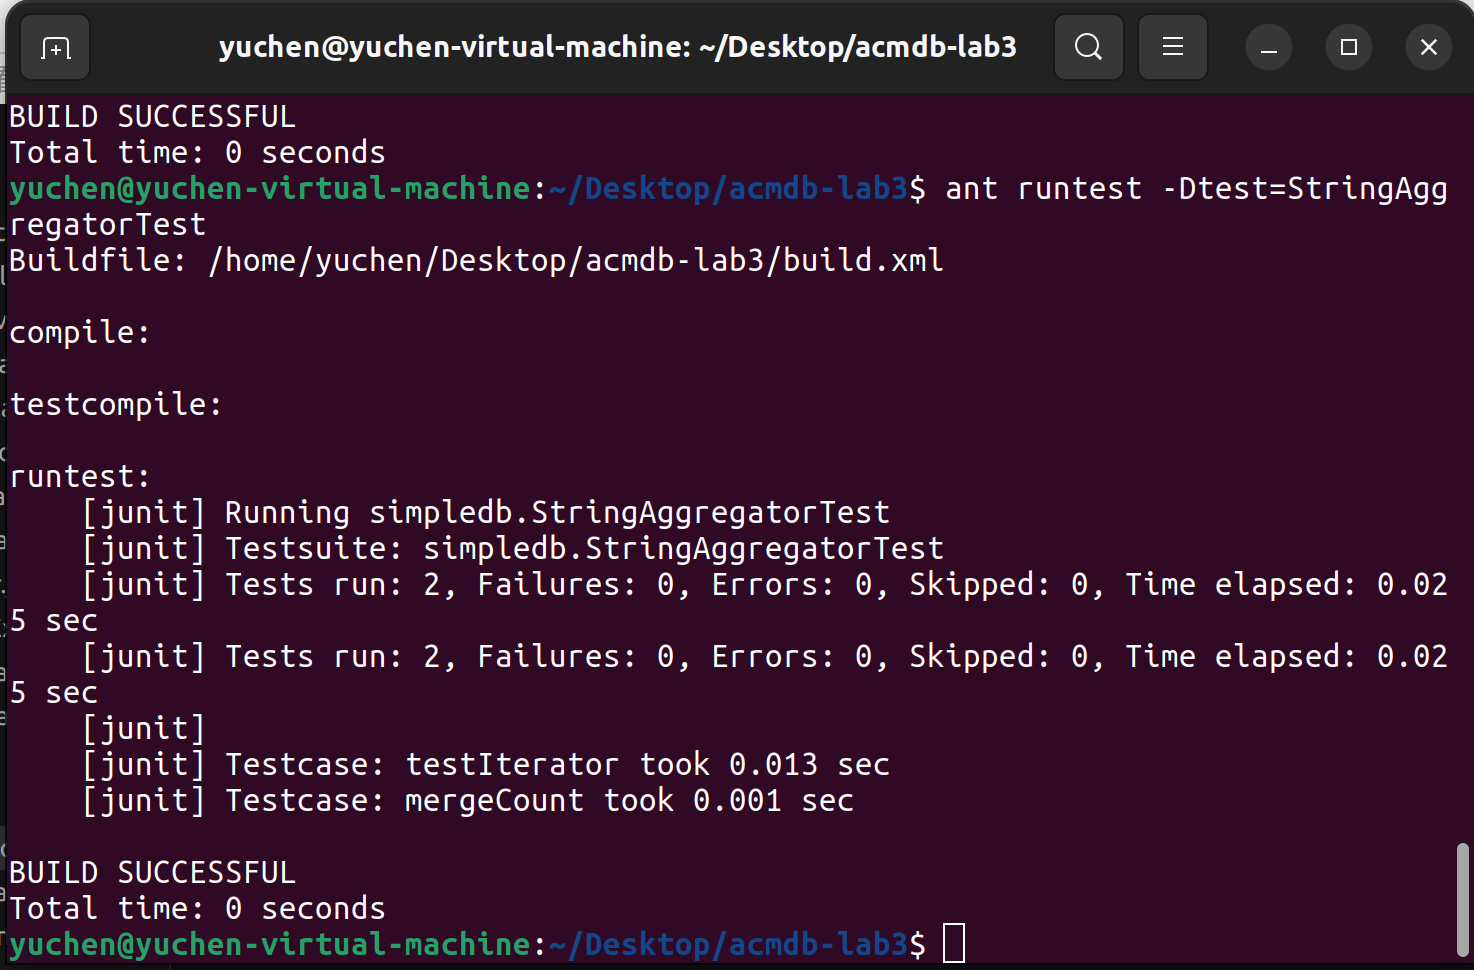 yuchen@yuchen-virtual-machine: ~/Desktop/acmdb-lab3
BUILD SUCCESSFUL
Total time: 0 seconds
yuchen@yuchen-virtual-machine:~/Desktop/acmdb-lab3$ ant runtest -Dtest=StringAgg
regatorTest
Buildfile: /home/yuchen/Desktop/acmdb-lab3/build.xml
compile:
testcompile:
runtest:
[junit] Running simpledb.StringAggregatorTest
[junit] Testsuite: simpledb.StringAggregatorTest
[junit] Tests run: 2, Failures: 0, Errors: 0, Skipped: 0, Time elapsed: 0.02
5 sec
[junit] Tests run: 2, Failures: 0, Errors: 0, Skipped: 0, Time elapsed: 0.02
5 sec
[junit]
[junit] Testcase: testIterator took 0.013 sec
[junit] Testcase: mergeCount took 0.001 sec
BUILD SUCCESSFUL
Total time: 0 seconds
yuchen@yuchen-virtual-machine:~/Desktop/acmdb-lab3$